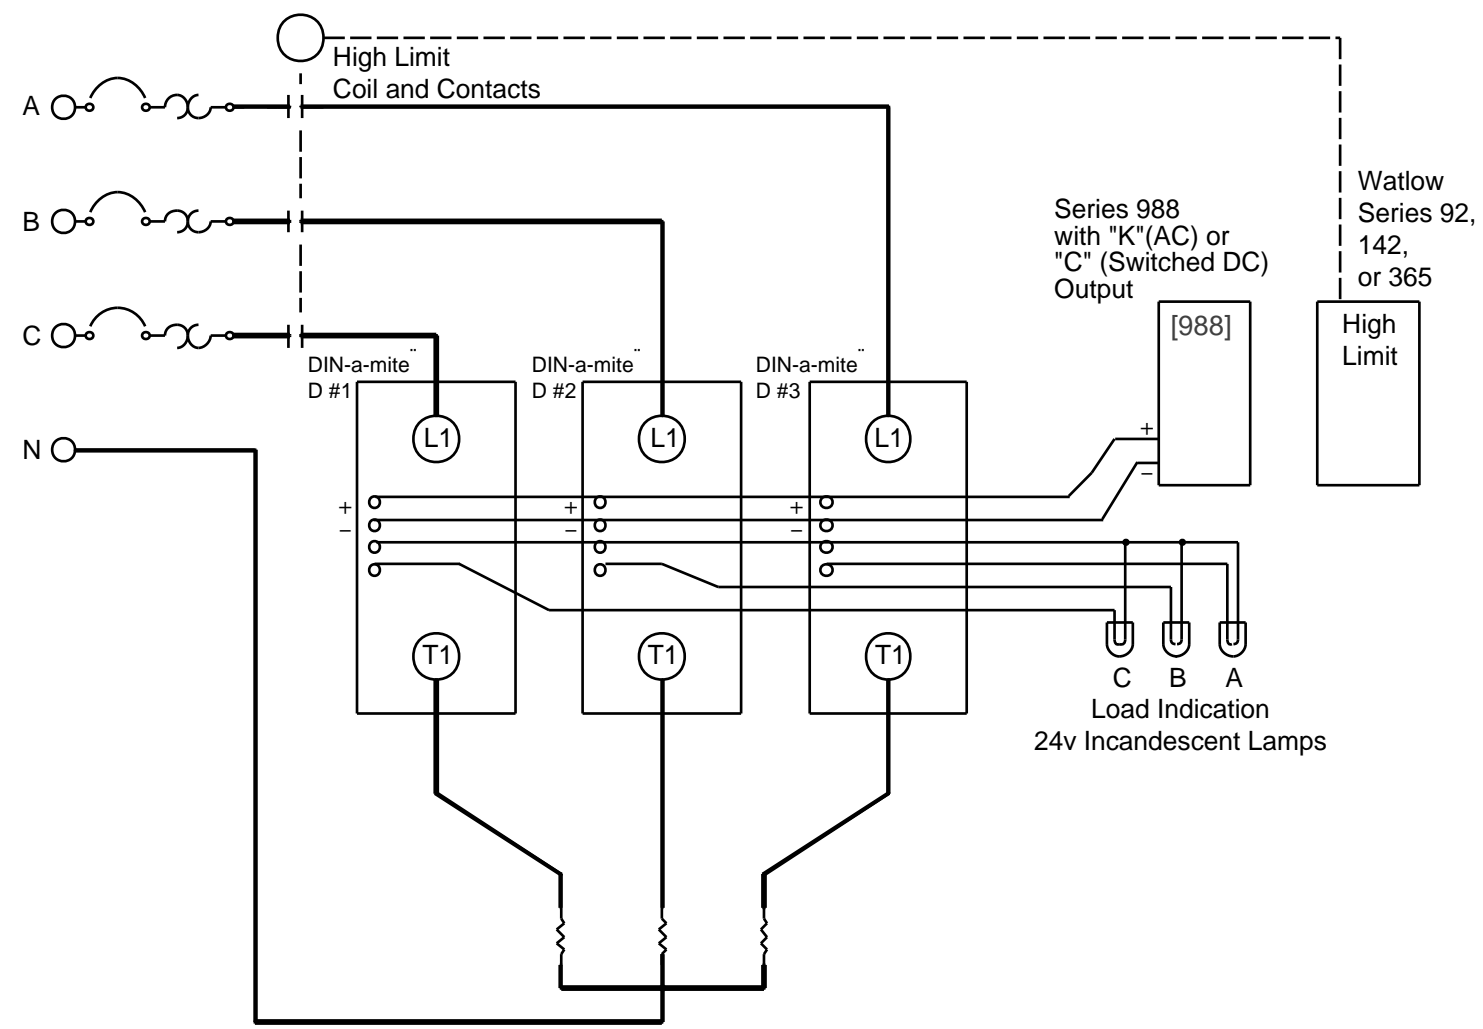 High Limit
Coil and Contacts
A
B
C
N
Series 988
with "K"(AC) or
"C" (Switched DC)
Output
Watlow
Series 92,
142,
or 365
[988]
High
Limit
DIN-a-mite¨
D #1
DIN-a-mite¨
D #2
DIN-a-mite¨
D #3
L1
L1
L1
+
−
+
−
+
−
+
−
T1
T1
T1
C B A
Load Indication
24v Incandescent Lamps